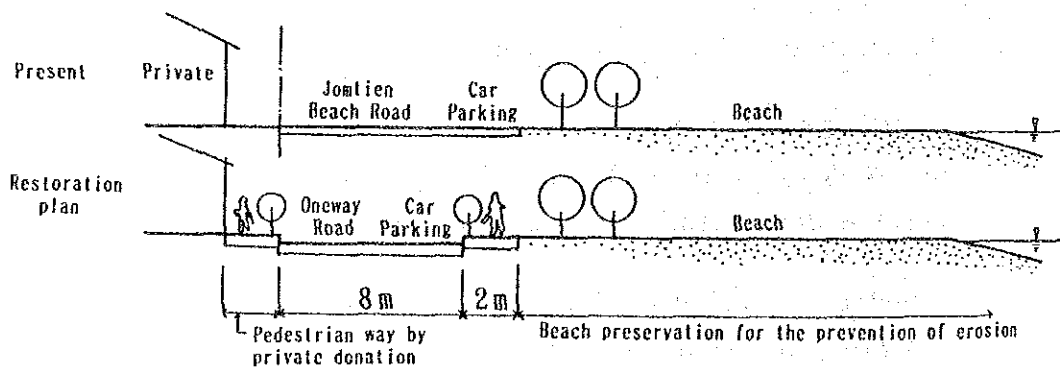 Present
Private
Jomtien
Beach Road
Car
Parking
Beach
Restoration
plan
Oneway
Road
Car
Parking
Beach
8m
2m
Pedestrian way by
private donation
Beach preservation for the prevention of erosion